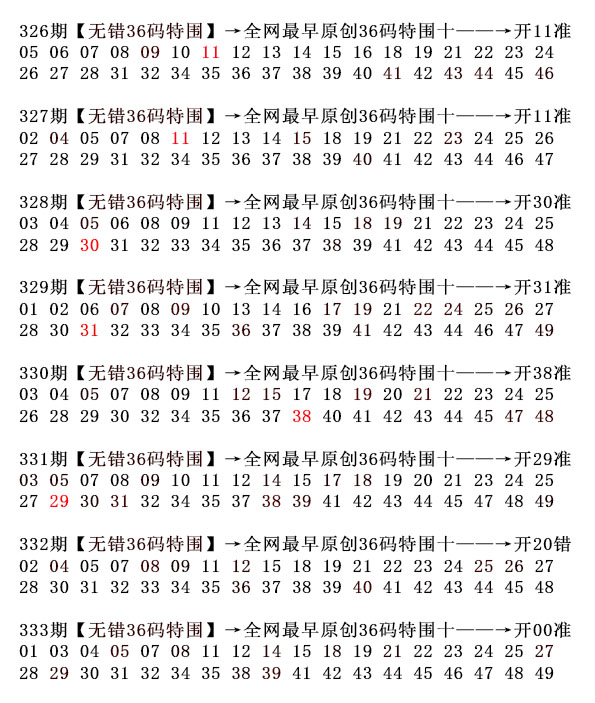 326期【无错36码特围】→全网最早原创36码特围十——→开11准
05 06 07 08 09 10 11 12 13 14 15 16 18 19 21 22 23 24
26 27 28 31 32 34 35 36 37 38 39 40 41 42 43 44 45 46
327期【无错36码特围】→全网最早原创36码特围十——→开11准
02 04 05 07 08 11 12 13 14 15 18 19 21 22 23 24 25 26
27 28 29 31 32 34 35 36 37 38 39 40 41 42 43 44 46 47
328期【无错36码特围】→全网最早原创36码特围十——→开30准
03 04 05 06 08 09 11 12 13 14 15 18 19 21 22 23 24 25
28 29 30 31 32 33 34 35 36 37 38 39 41 42 43 44 45 48
329期【无错36码特围】→全网最早原创36码特围十——→开31准
01 02 06 07 08 09 10 13 14 16 17 19 21 22 24 25 26 27
28 30 31 32 33 34 35 36 37 38 39 41 42 43 44 46 47 49
330期【无错36码特围】→全网最早原创36码特围十——→开38准
03 04 05 07 08 09 11 12 15 17 18 19 20 21 22 23 24 25
26 28 29 30 32 34 35 36 37 38 40 41 42 43 44 45 47 48
331期【无错36码特围】→全网最早原创36码特围十——→开29准
03 05 07 08 09 10 11 12 14 15 17 18 19 20 21 23 24 25
27 29 30 31 32 34 36 37 38 39 41 42 43 44 45 47 48 49
332期【无错36码特围】→全网最早原创36码特围十——→开20错
02 04 05 07 08 09 11 12 15 18 19 21 22 23 24 25 26 27
28 30 31 32 33 34 35 36 37 38 39 40 41 42 43 44 45 48
333期【无错36码特围】→全网最早原创36码特围十——→开00准
01 03 04 05 07 08 11 12 14 15 18 19 21 22 23 24 25 27
28 29 30 31 32 34 35 38 39 41 42 43 44 45 46 47 48 49